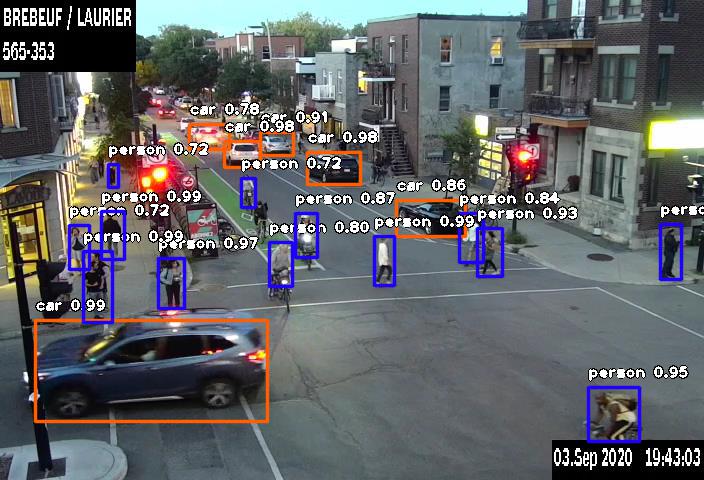 BREBEUF / LAURIER
565-353
car 0.78
car 0.91
car 0.98
car 0.98
person 0.72
person 0.72
car 0.86
person 0.99
person 0.87
person 0.84
person 0.72
person 0.99
person 0.93
person 0.99
person 0.97
person 0.80
car 0.99
person 0.95
03.Sep 2020 19:43:03